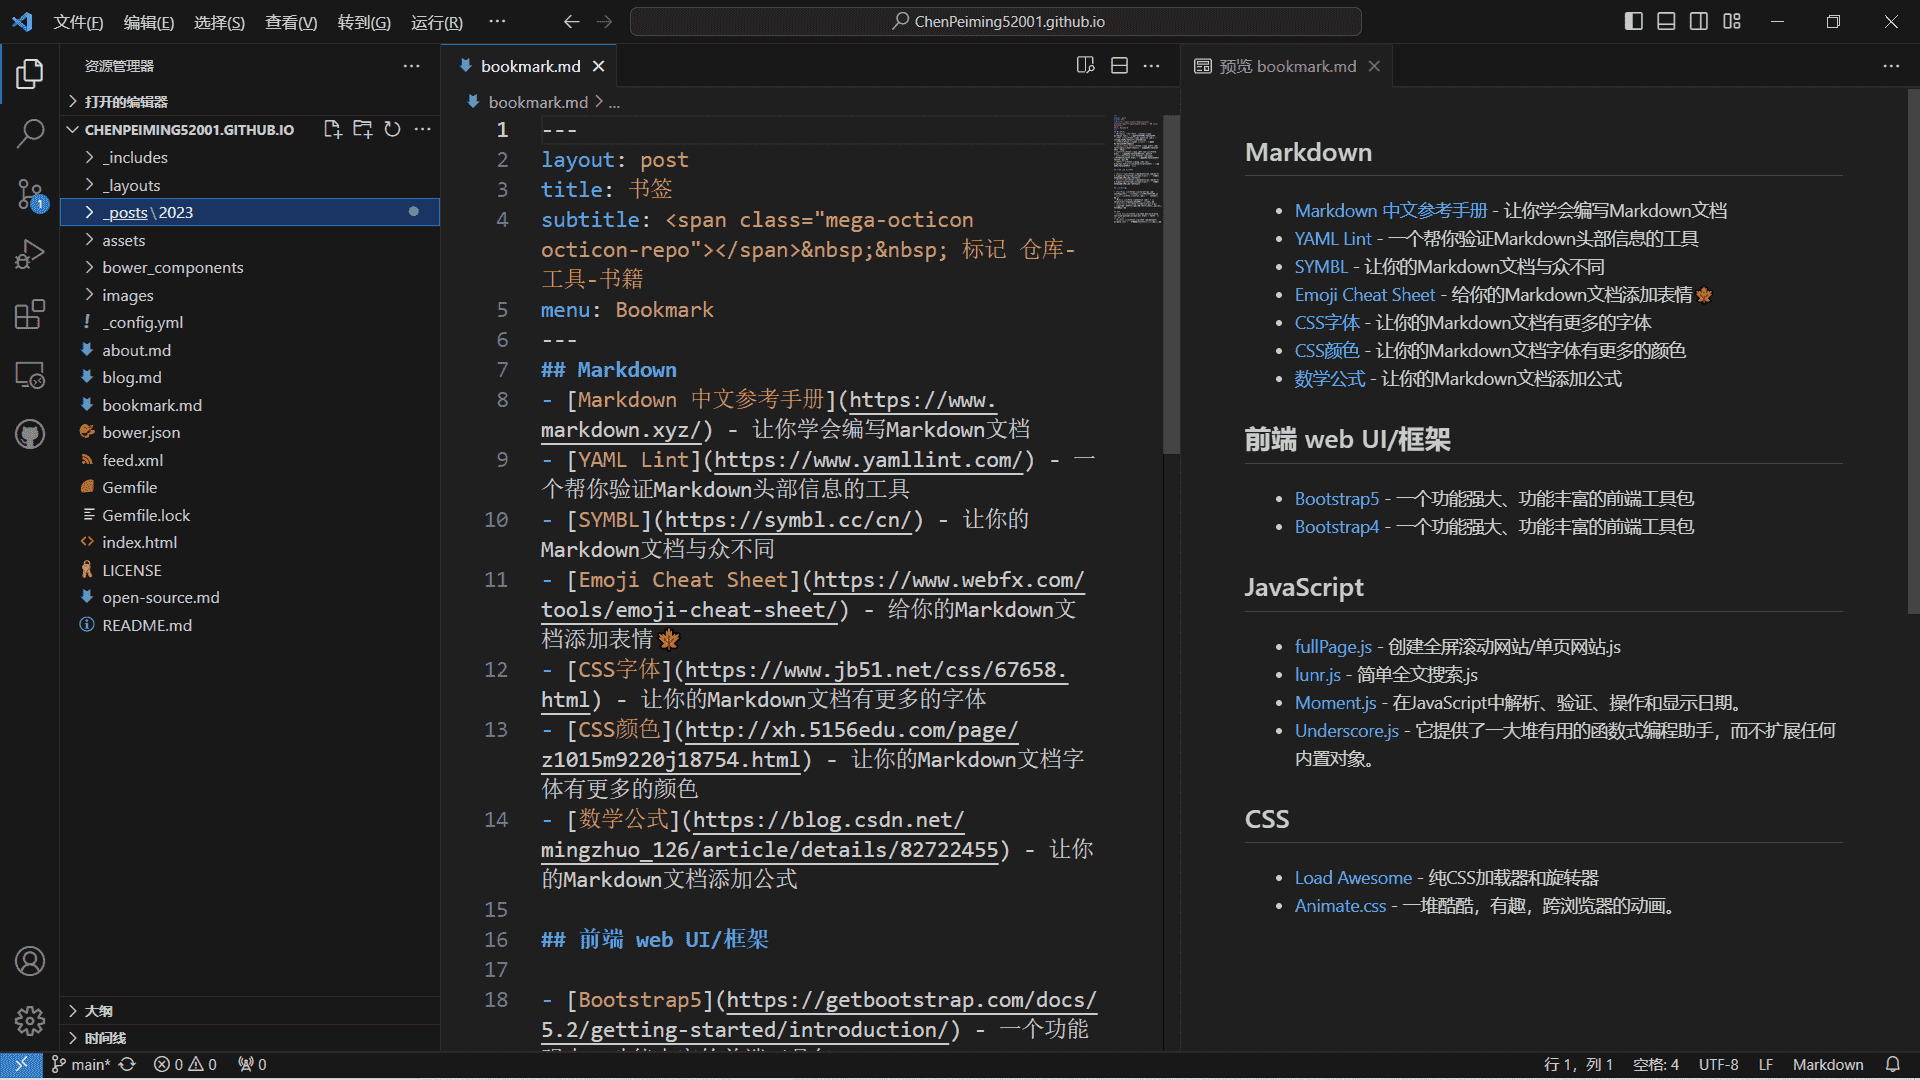 文件(F) 编辑(E) 选择(S) 查看(V) 转到(G) 运行(R) ··· ChenPeiming52001.github.io
资源管理器
打开的编辑器
CHENPEIMING52001.GITHUB.IO
_includes
_layouts
_posts\2023
assets
bower_components
images
_config.yml
about.md
blog.md
bookmark.md
bower.json
feed.xml
Gemfile
Gemfile.lock
index.html
LICENSE
open-source.md
README.md
大纲
时间线
1
bookmark.md
bookmark.md > ...
1 ---
2 layout: post
3 title: 书签
4 subtitle: <span class="mega-octicon
octicon-repo"></span>&nbsp;&nbsp; 标记 仓库-
工具-书籍
5 menu: Bookmark
6 ---
7 ## Markdown
8 - [Markdown 中文参考手册](https://www.
markdown.xyz/) - 让你学会编写Markdown文档
9 - [YAML Lint](https://www.yamllint.com/) - 一
个帮你验证Markdown头部信息的工具
10 - [SYMBL](https://symbl.cc/cn/) - 让你的
Markdown文档与众不同
11 - [Emoji Cheat Sheet](https://www.webfx.com/
tools/emoji-cheat-sheet/) - 给你的Markdown文
档添加表情🍁
12 - [CSS字体](https://www.jb51.net/css/67658.
html) - 让你的Markdown文档有更多的字体
13 - [CSS颜色](http://xh.5156edu.com/page/
z1015m9220j18754.html) - 让你的Markdown文档字
体有更多的颜色
14 - [数学公式](https://blog.csdn.net/
mingzhuo_126/article/details/82722455) - 让你
的Markdown文档添加公式
15
16 ## 前端 web UI/框架
17
18 - [Bootstrap5](https://getbootstrap.com/docs/
5.2/getting-started/introduction/) - 一个功能
预览 bookmark.md
Markdown
• Markdown 中文参考手册 - 让你学会编写Markdown文档
• YAML Lint - 一个帮你验证Markdown头部信息的工具
• SYMBL - 让你的Markdown文档与众不同
• Emoji Cheat Sheet - 给你的Markdown文档添加表情🍁
• CSS字体 - 让你的Markdown文档有更多的字体
• CSS颜色 - 让你的Markdown文档字体有更多的颜色
• 数学公式 - 让你的Markdown文档添加公式
前端 web UI/框架
• Bootstrap5 - 一个功能强大、功能丰富的前端工具包
• Bootstrap4 - 一个功能强大、功能丰富的前端工具包
JavaScript
• fullPage.js - 创建全屏滚动网站/单页网站.js
• lunr.js - 简单全文搜索.js
• Moment.js - 在JavaScript中解析、验证、操作和显示日期。
• Underscore.js - 它提供了一大堆有用的函数式编程助手，而不扩展任何
内置对象。
CSS
• Load Awesome - 纯CSS加载器和旋转器
• Animate.css - 一堆酷酷，有趣，跨浏览器的动画。
main* 0 0 0 行 1，列 1 空格: 4 UTF-8 LF Markdown